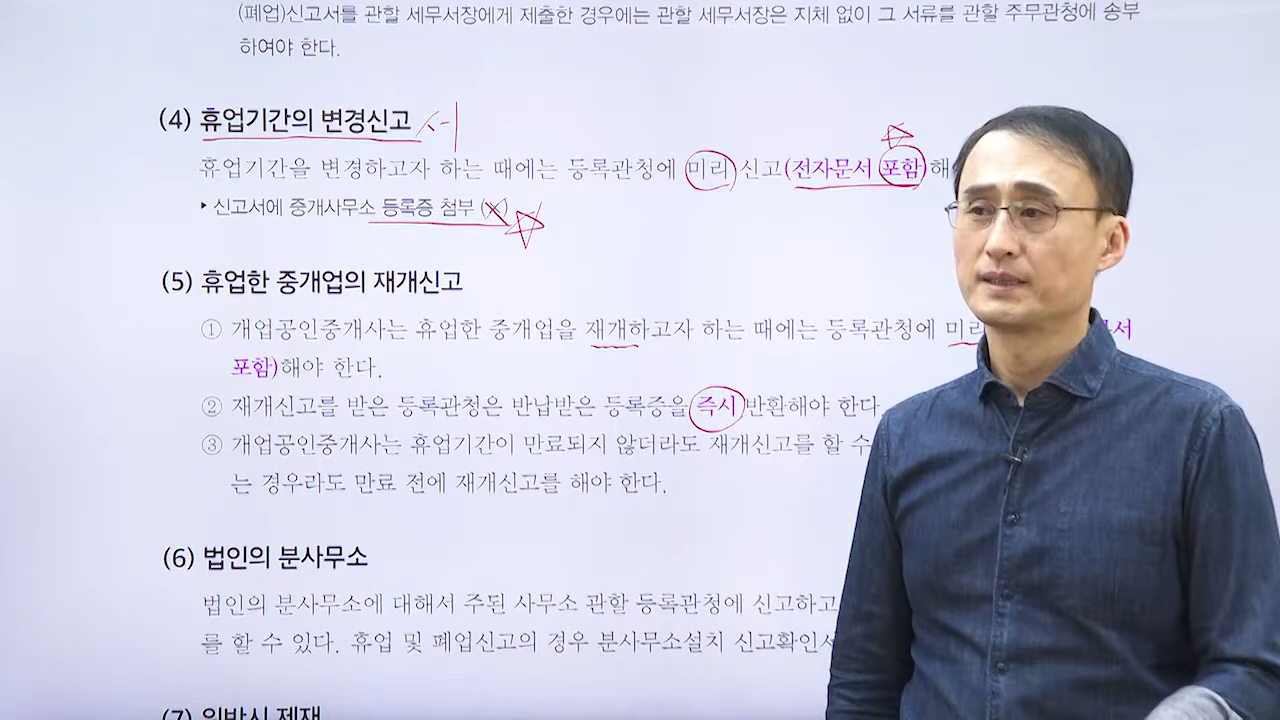 (폐업)신고서를 관할 세무서장에게 제출한 경우에는 관할 세무서장은 지체 없이 그 서류를 관할 주무관청에 송부
하여야 한다.
(4) 휴업기간의 변경신고 서
휴업기간을 변경하고자 하는 때에는 등록관청에 미리 신고(전자문서 포함)해
▸ 신고서에 중개사무소 등록증 첨부 (×)
(5) 휴업한 중개업의 재개신고
① 개업공인중개사는 휴업한 중개업을 재개하고자 하는 때에는 등록관청에 미리 서
포함)해야 한다.
② 재개신고를 받은 등록관청은 반납받은 등록증을 즉시 반환해야 한다
③ 개업공인중개사는 휴업기간이 만료되지 않더라도 재개신고를 할 수
는 경우라도 만료 전에 재개신고를 해야 한다.
(6) 법인의 분사무소
법인의 분사무소에 대해서 주된 사무소 관할 등록관청에 신고하고
를 할 수 있다. 휴업 및 폐업신고의 경우 분사무소설치 신고확인서
(7) 위반시 제재